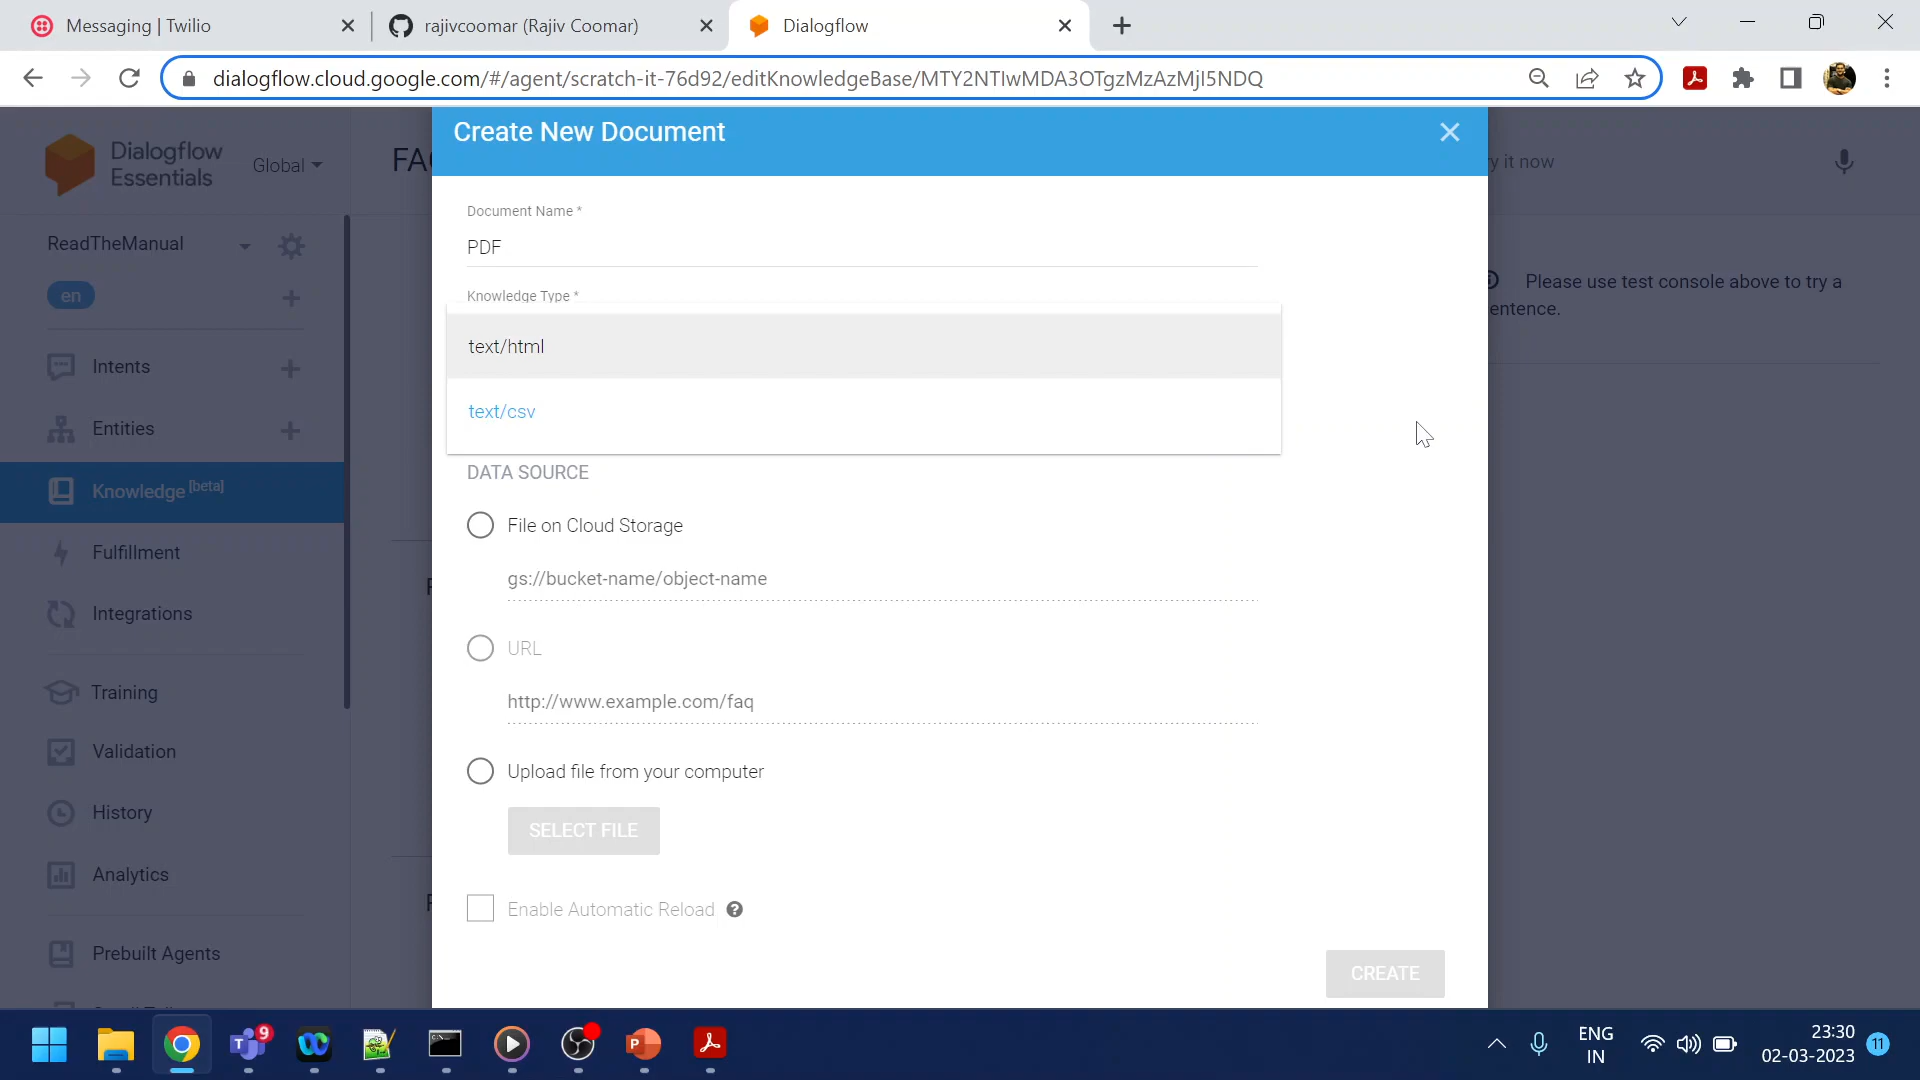 Messaging | Twilio
rajivcoomar (Rajiv Coomar)
Dialogflow
dialogflow.cloud.google.com/#/agent/scratch-it-76d92/editKnowledgeBase/MTY2NTIwMDA3OTgzMzAzMjI5NDQ
Create New Document
Dialogflow
Essentials
Global
FA
y it now
Document Name *
PDF
ReadTheManual
en
Knowledge Type *
Please use test console above to try a
entence.
text/html
text/csv
Intents
Entities
Knowledge [beta]
Fulfillment
Integrations
Training
Validation
History
Analytics
Prebuilt Agents
DATA SOURCE
File on Cloud Storage
gs://bucket-name/object-name
URL
http://www.example.com/faq
Upload file from your computer
SELECT FILE
Enable Automatic Reload
CREATE
9
ENG
IN
23:30
02-03-2023
11